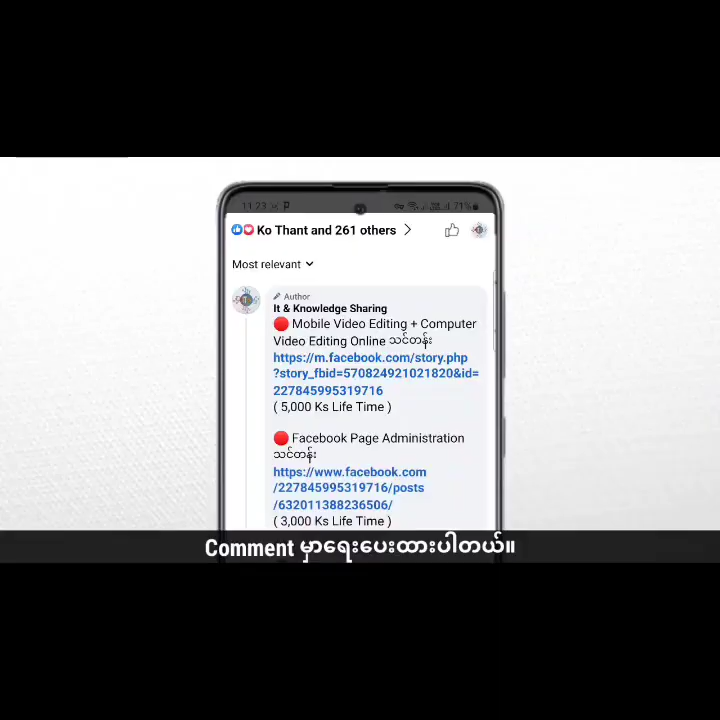 11:23
71%
Ko Thant and 261 others
Most relevant
Author
It & Knowledge Sharing
🔴 Mobile Video Editing + Computer
Video Editing Online သင်တန်း
https://m.facebook.com/story.php
?story_fbid=570824921021820&id=
227845995319716
( 5,000 Ks Life Time )
🔴 Facebook Page Administration
သင်တန်း
https://www.facebook.com
/227845995319716/posts
/632011388236506/
( 3,000 Ks Life Time )
Comment မှာရေးပေးထားပါတယ်။